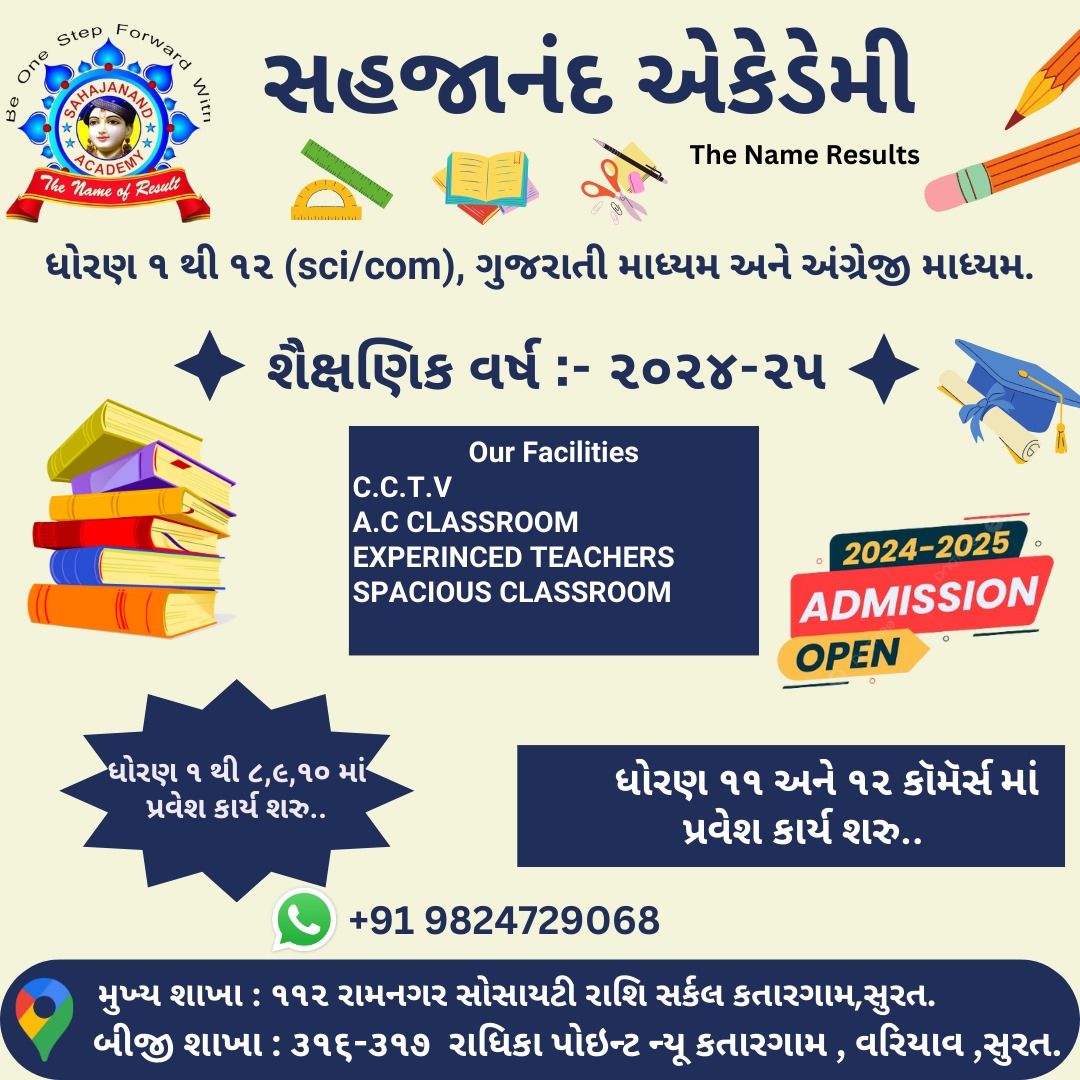 Be One Step Forward With
SAHAJANAND
ACADEMY
The Name of Result
સહજાનંદ એકેડેમી
The Name Results
ધોરણ ૧ થી ૧૨ (sci/com), ગુજરાતી માધ્યમ અને અંગ્રેજી માધ્યમ.
શૈક્ષણિક વર્ષ :- ૨૦૨૪-૨૫
Our Facilities
C.C.T.V
A.C CLASSROOM
EXPERINCED TEACHERS
SPACIOUS CLASSROOM
2024-2025
ADMISSION
OPEN
ધોરણ ૧ થી ૮,૯,૧૦ માં
પ્રવેશ કાર્ય શરુ..
ધોરણ ૧૧ અને ૧૨ કૉમૅર્સ માં
પ્રવેશ કાર્ય શરુ..
+91 9824729068
મુખ્ય શાખા : ૧૧૨ રામનગર સોસાયટી રાશિ સર્કલ કતારગામ,સુરત.
બીજી શાખા : ૩૧૬-૩૧૭ રાધિકા પોઇન્ટ ન્યૂ કતારગામ , વરિયાવ ,સુરત.